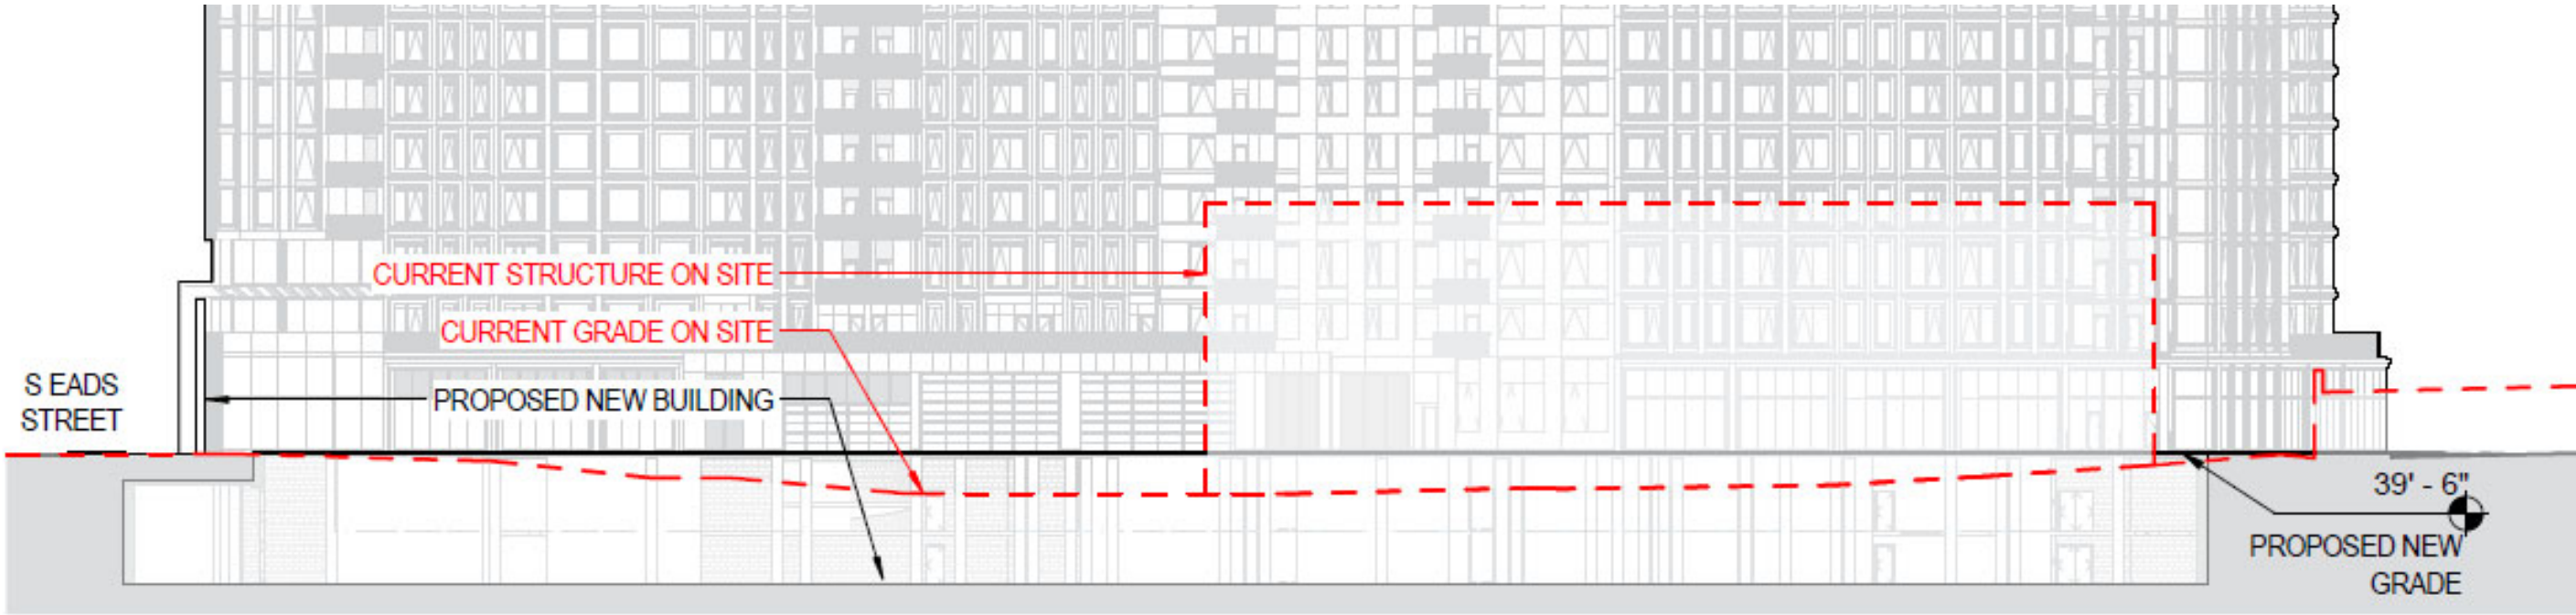 CURRENT STRUCTURE ON SITE
CURRENT GRADE ON SITE
S EADS
STREET
PROPOSED NEW BUILDING
39' - 6"
PROPOSED NEW
GRADE